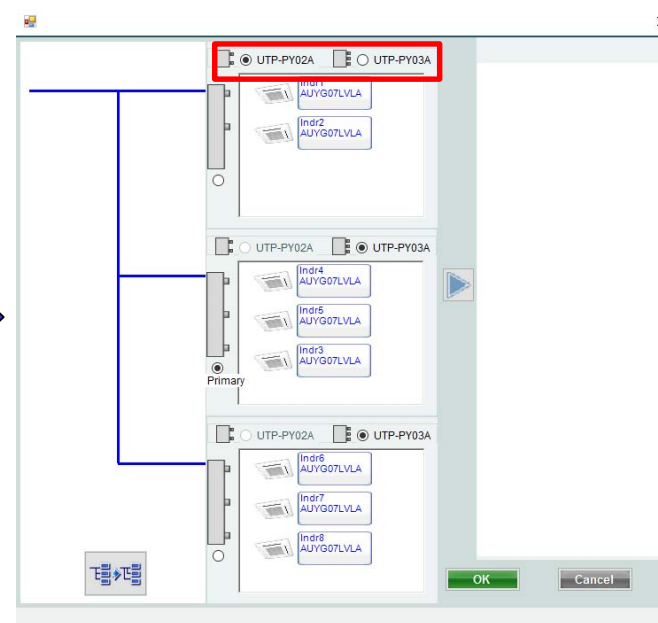 UTP-PY02A UTP-PY03A
Indr1
AUYG07LVLA
Indr2
AUYG07LVLA
UTP-PY02A UTP-PY03A
Indr4
AUYG07LVLA
Indr5
AUYG07LVLA
Indr3
AUYG07LVLA
Primary
UTP-PY02A UTP-PY03A
Indr6
AUYG07LVLA
Indr7
AUYG07LVLA
Indr8
AUYG07LVLA
OK Cancel